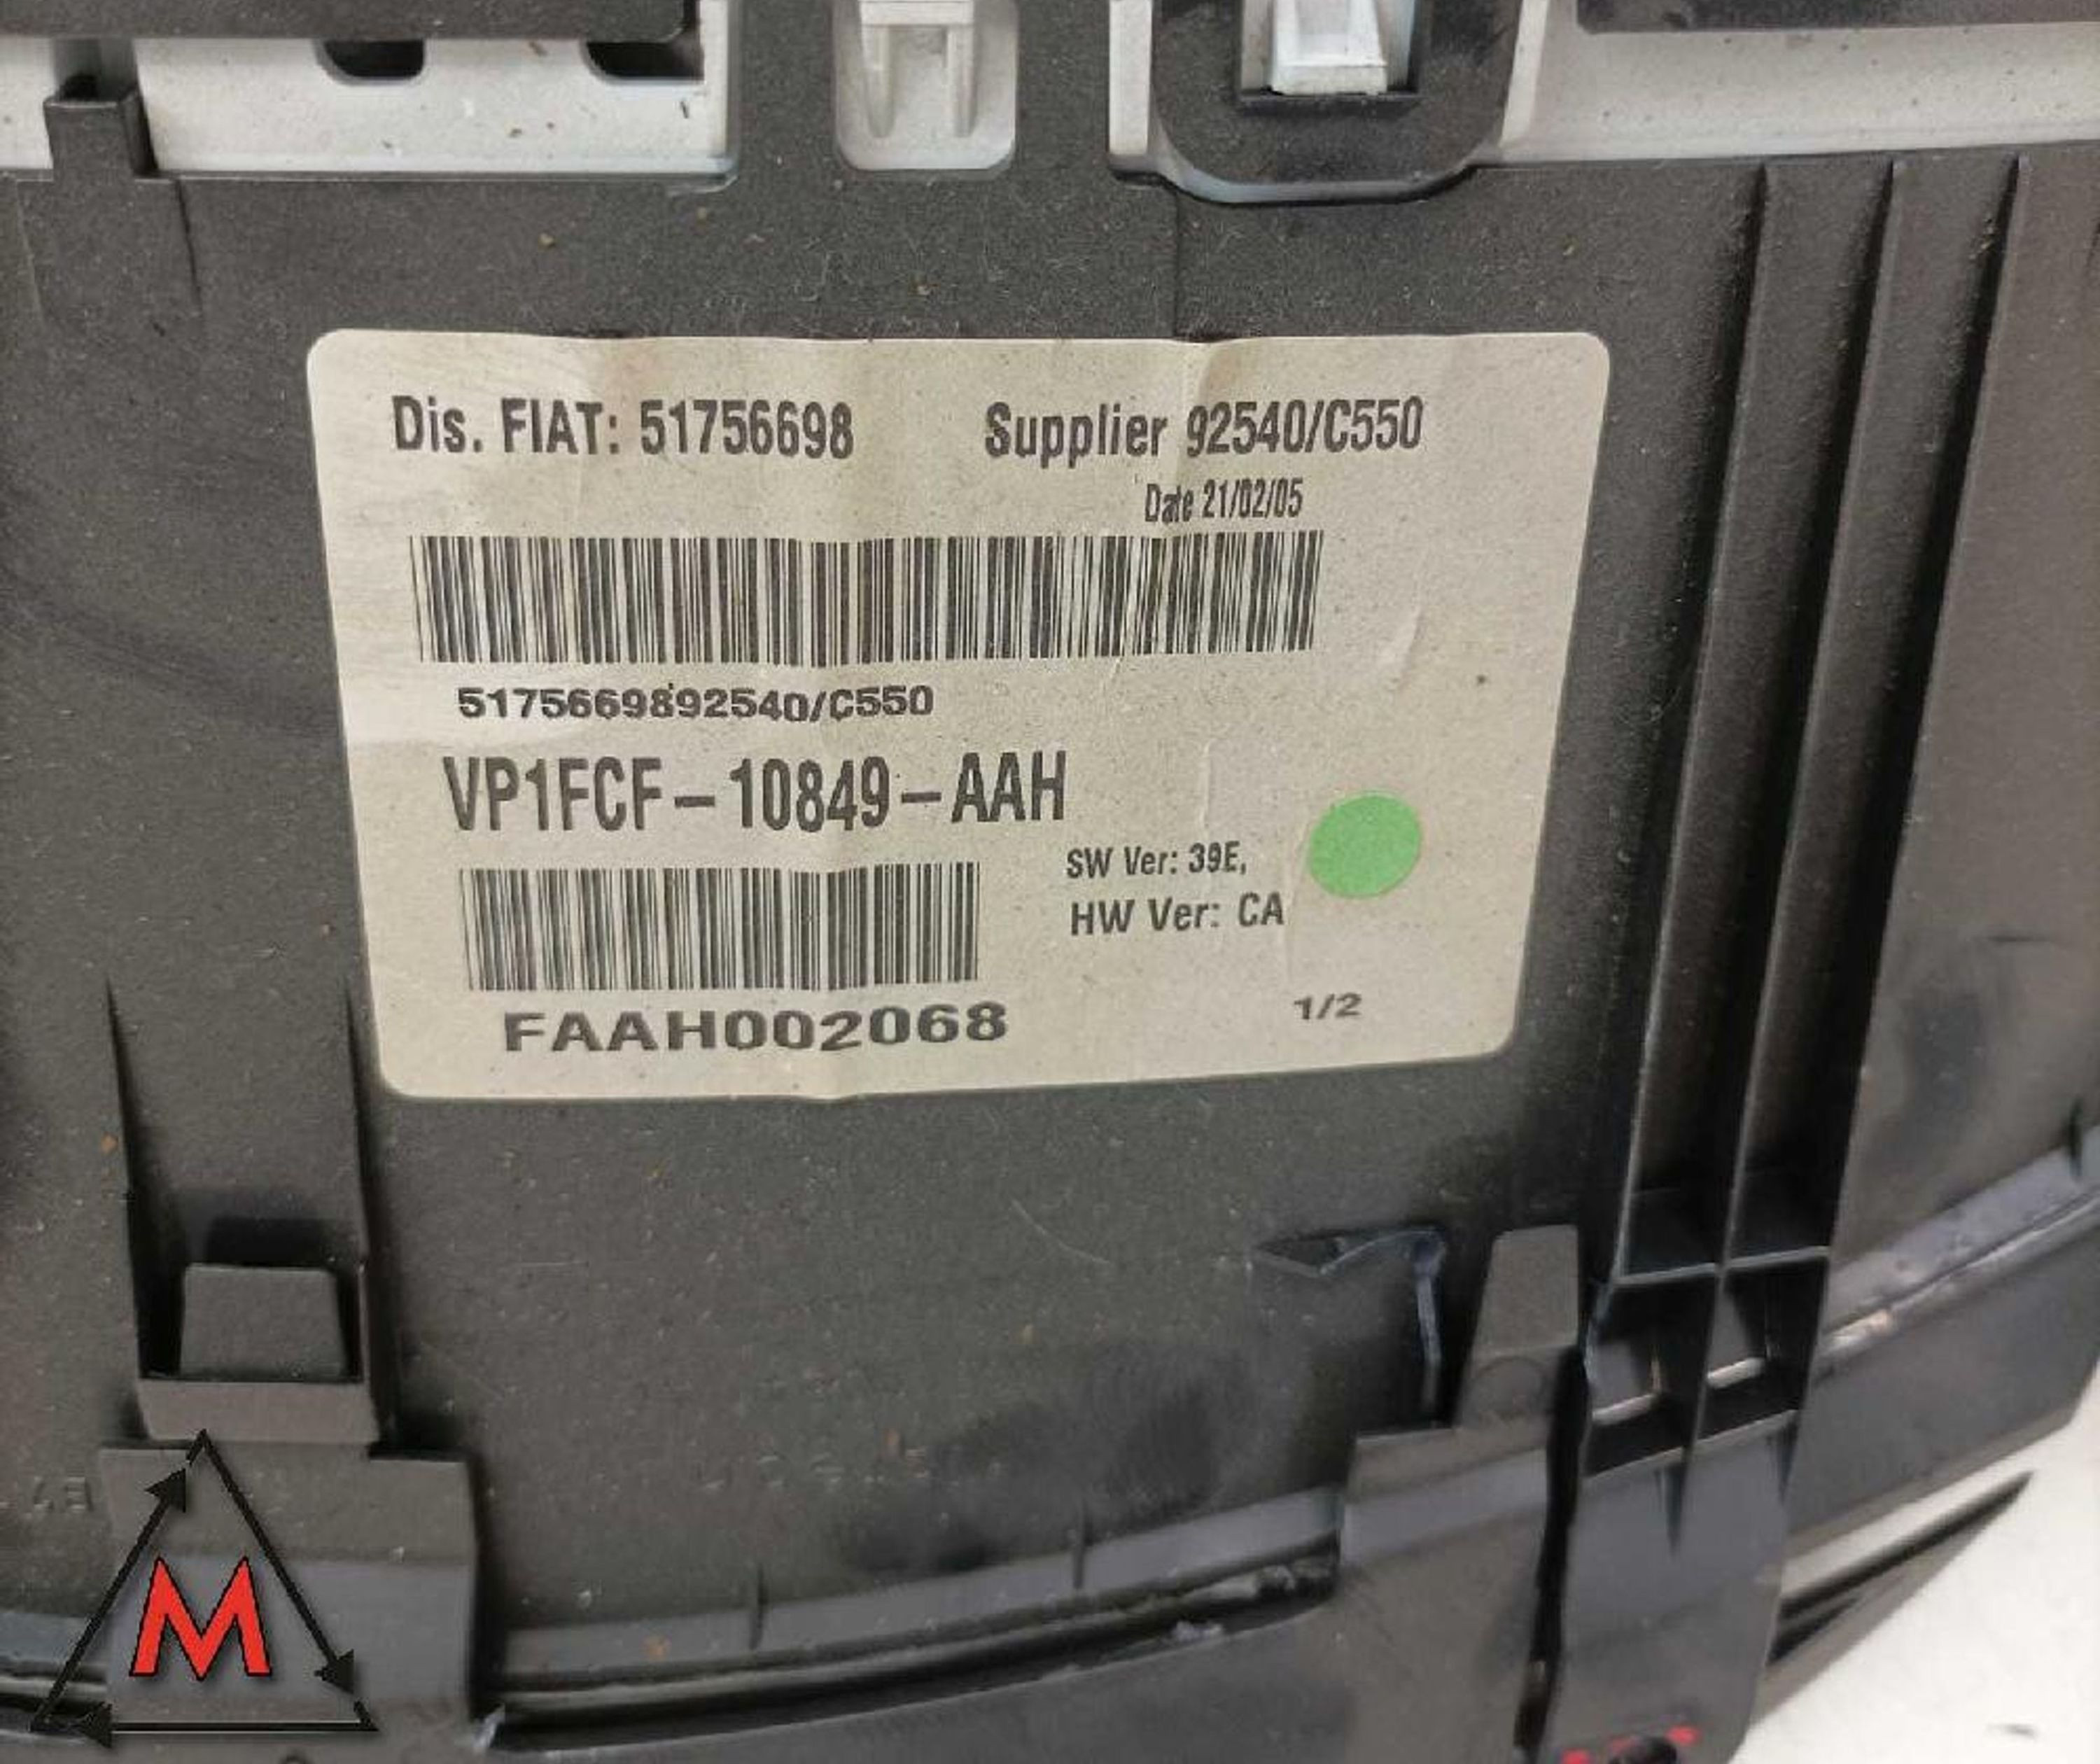 Dis. FIAT: 51756698 Supplier 92540/C550
Date 21/02/05
5175669892540/C550
VP1FCF-10849-AAH
SW Ver: 39E,
HW Ver: CA
FAAH002068 1/2
M